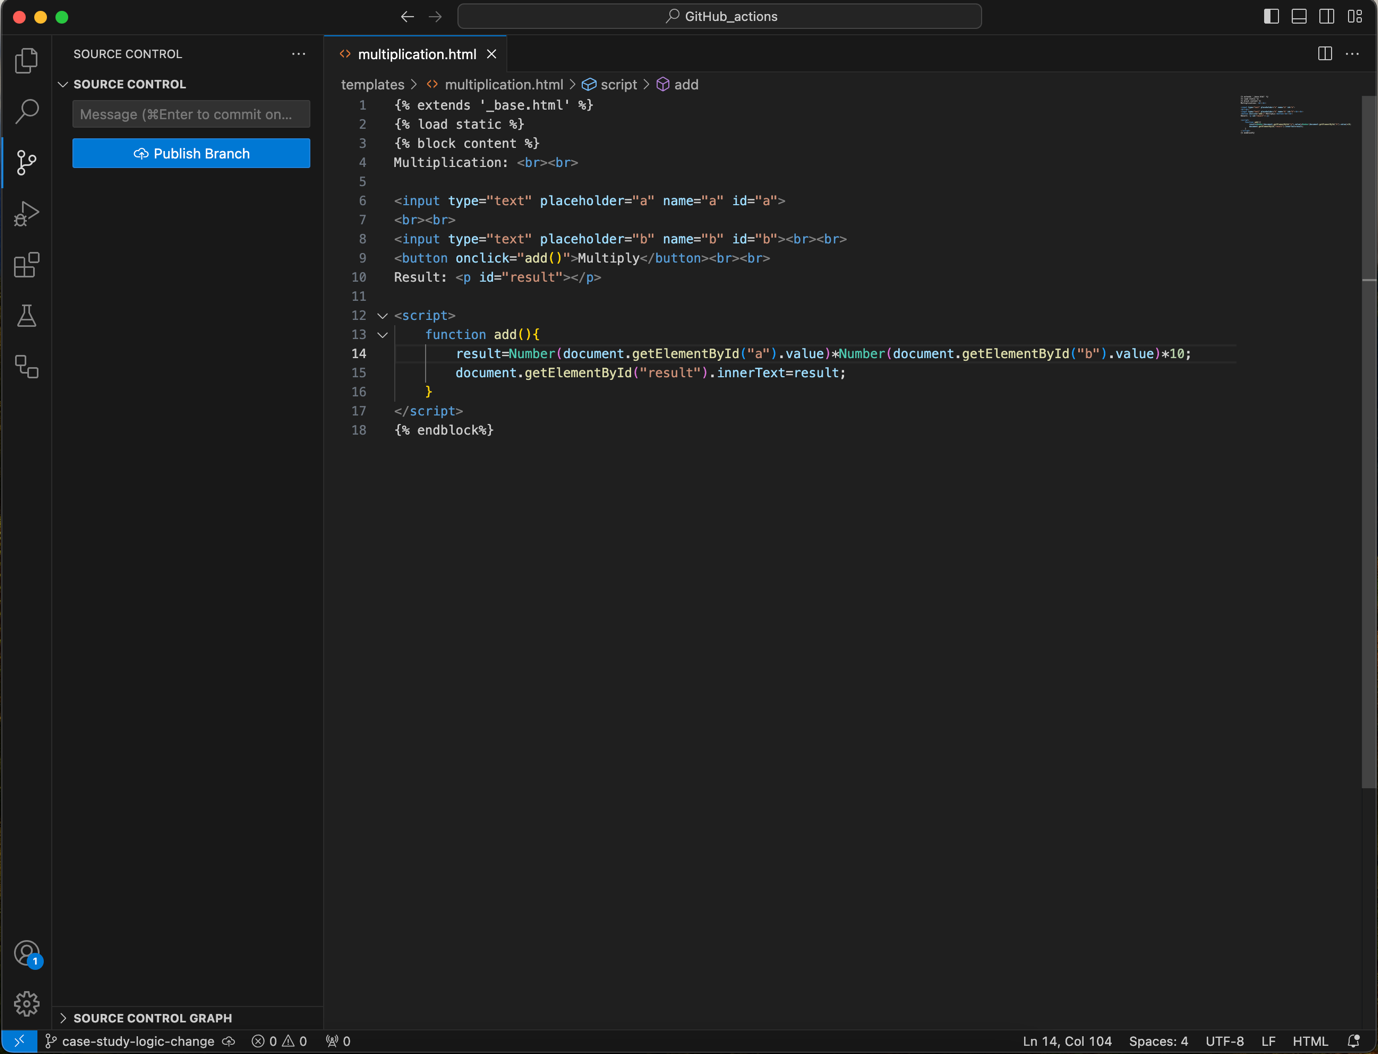 GitHub_actions
SOURCE CONTROL
SOURCE CONTROL
Message (⌘Enter to commit on...
Publish Branch
1
SOURCE CONTROL GRAPH
multiplication.html
templates > multiplication.html > script > add
1 {% extends '_base.html' %}
2 {% load static %}
3 {% block content %}
4 Multiplication: <br><br>
5
6 <input type="text" placeholder="a" name="a" id="a">
7 <br><br>
8 <input type="text" placeholder="b" name="b" id="b"><br><br>
9 <button onclick="add()">Multiply</button><br><br>
10 Result: <p id="result"></p>
11
12 <script>
13     function add(){
14         result=Number(document.getElementById("a").value)*Number(document.getElementById("b").value)*10;
15         document.getElementById("result").innerText=result;
16     }
17 </script>
18 {% endblock%}
case-study-logic-change 0 0 0 Ln 14, Col 104 Spaces: 4 UTF-8 LF HTML